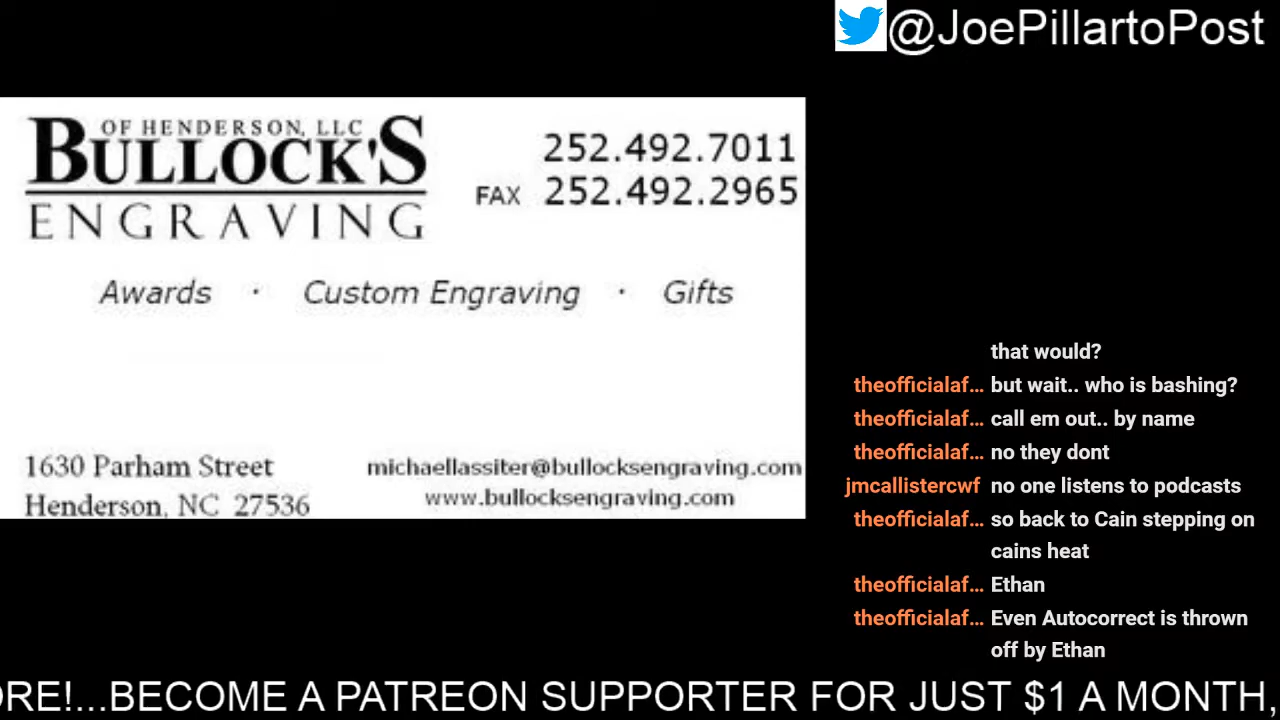 @JoePillartoPost
OF HENDERSON, LLC
BULLOCK'S
ENGRAVING
252.492.7011
FAX 252.492.2965
Awards · Custom Engraving · Gifts
1630 Parham Street
Henderson, NC 27536
michaellassiter@bullocksengraving.com
www.bullocksengraving.com
that would?
theofficialaf… but wait.. who is bashing?
theofficialaf… call em out.. by name
theofficialaf… no they dont
jmcallistercwf no one listens to podcasts
theofficialaf… so back to Cain stepping on
cains heat
theofficialaf… Ethan
theofficialaf… Even Autocorrect is thrown
off by Ethan
ORE!...BECOME A PATREON SUPPORTER FOR JUST $1 A MONTH,